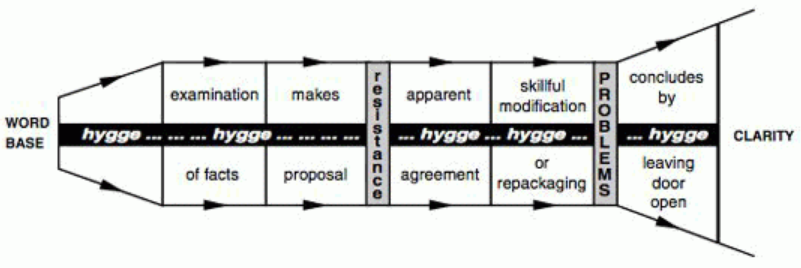 WORD
BASE
examination
of facts
makes
proposal
resistance
apparent
agreement
skillful
modification
or
repackaging
PROBLEMS
concludes
by
leaving
door
open
hygge ... ... ... hygge ... ... ... ...
... hygge ... hygge ...
... hygge
CLARITY